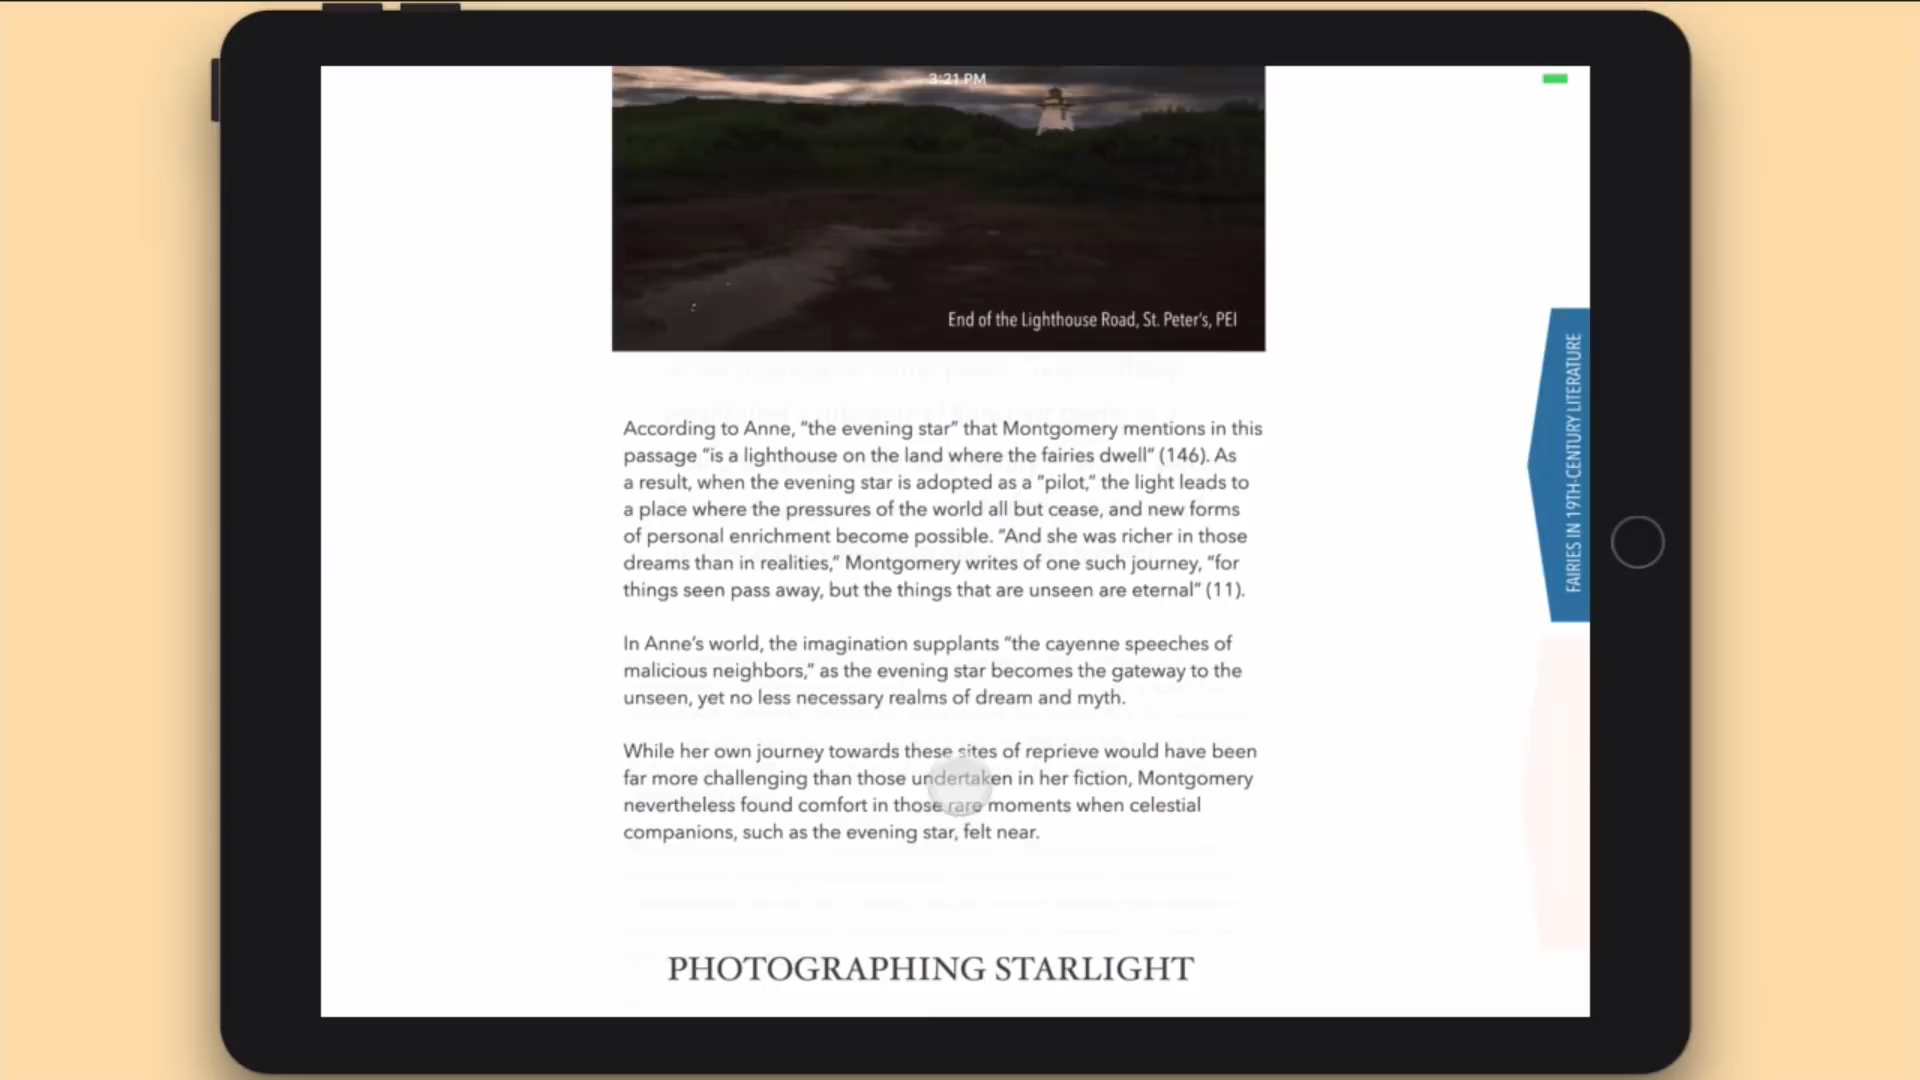 3:21 PM
End of the Lighthouse Road, St. Peter's, PEI
FAIRIES IN 19TH-CENTURY LITERATURE
According to Anne, “the evening star” that Montgomery mentions in this
passage “is a lighthouse on the land where the fairies dwell” (146). As
a result, when the evening star is adopted as a “pilot,” the light leads to
a place where the pressures of the world all but cease, and new forms
of personal enrichment become possible. “And she was richer in those
dreams than in realities,” Montgomery writes of one such journey, “for
things seen pass away, but the things that are unseen are eternal” (11).
In Anne’s world, the imagination supplants “the cayenne speeches of
malicious neighbors,” as the evening star becomes the gateway to the
unseen, yet no less necessary realms of dream and myth.
While her own journey towards these sites of reprieve would have been
far more challenging than those undertaken in her fiction, Montgomery
nevertheless found comfort in those rare moments when celestial
companions, such as the evening star, felt near.
PHOTOGRAPHING STARLIGHT